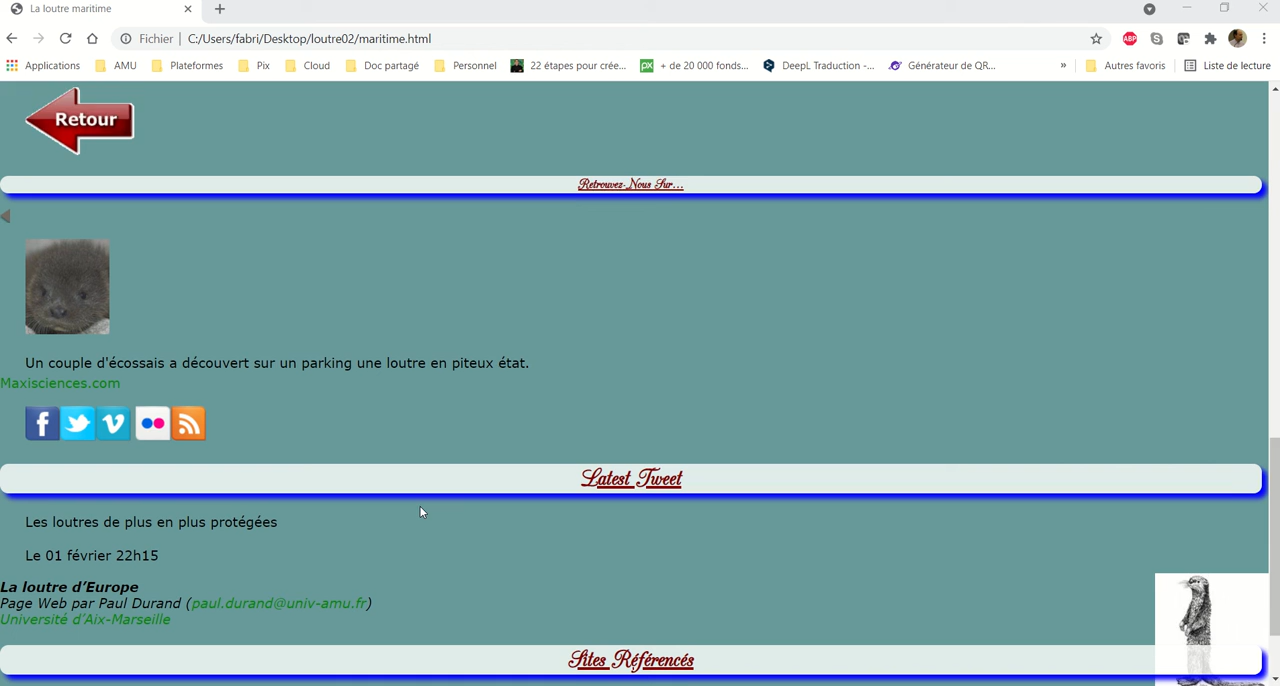 La loutre maritime
Fichier | C:/Users/fabri/Desktop/loutre02/maritime.html
ABP
Applications AMU Plateformes Pix Cloud Doc partagé Personnel 22 étapes pour crée... px + de 20 000 fonds... DeepL Traduction -... Générateur de QR... » Autres favoris Liste de lecture
Retour
Retrouvez-Nous Sur...
Un couple d'écossais a découvert sur un parking une loutre en piteux état.
Maxisciences.com
Latest Tweet
Les loutres de plus en plus protégées
Le 01 février 22h15
La loutre d’Europe
Page Web par Paul Durand (paul.durand@univ-amu.fr)
Université d’Aix-Marseille
Sites Référencés